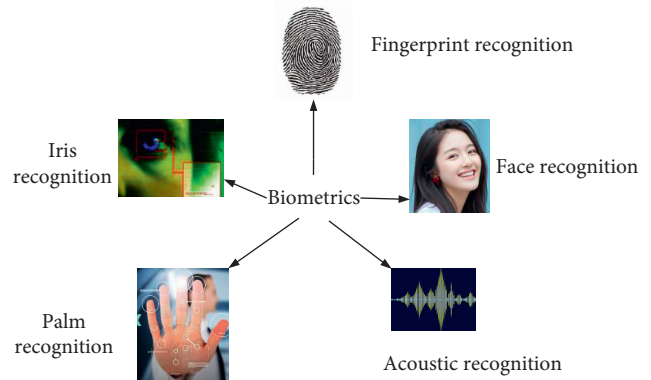 Fingerprint recognition
Iris
recognition
Face recognition
Biometrics
Palm
recognition
Acoustic recognition